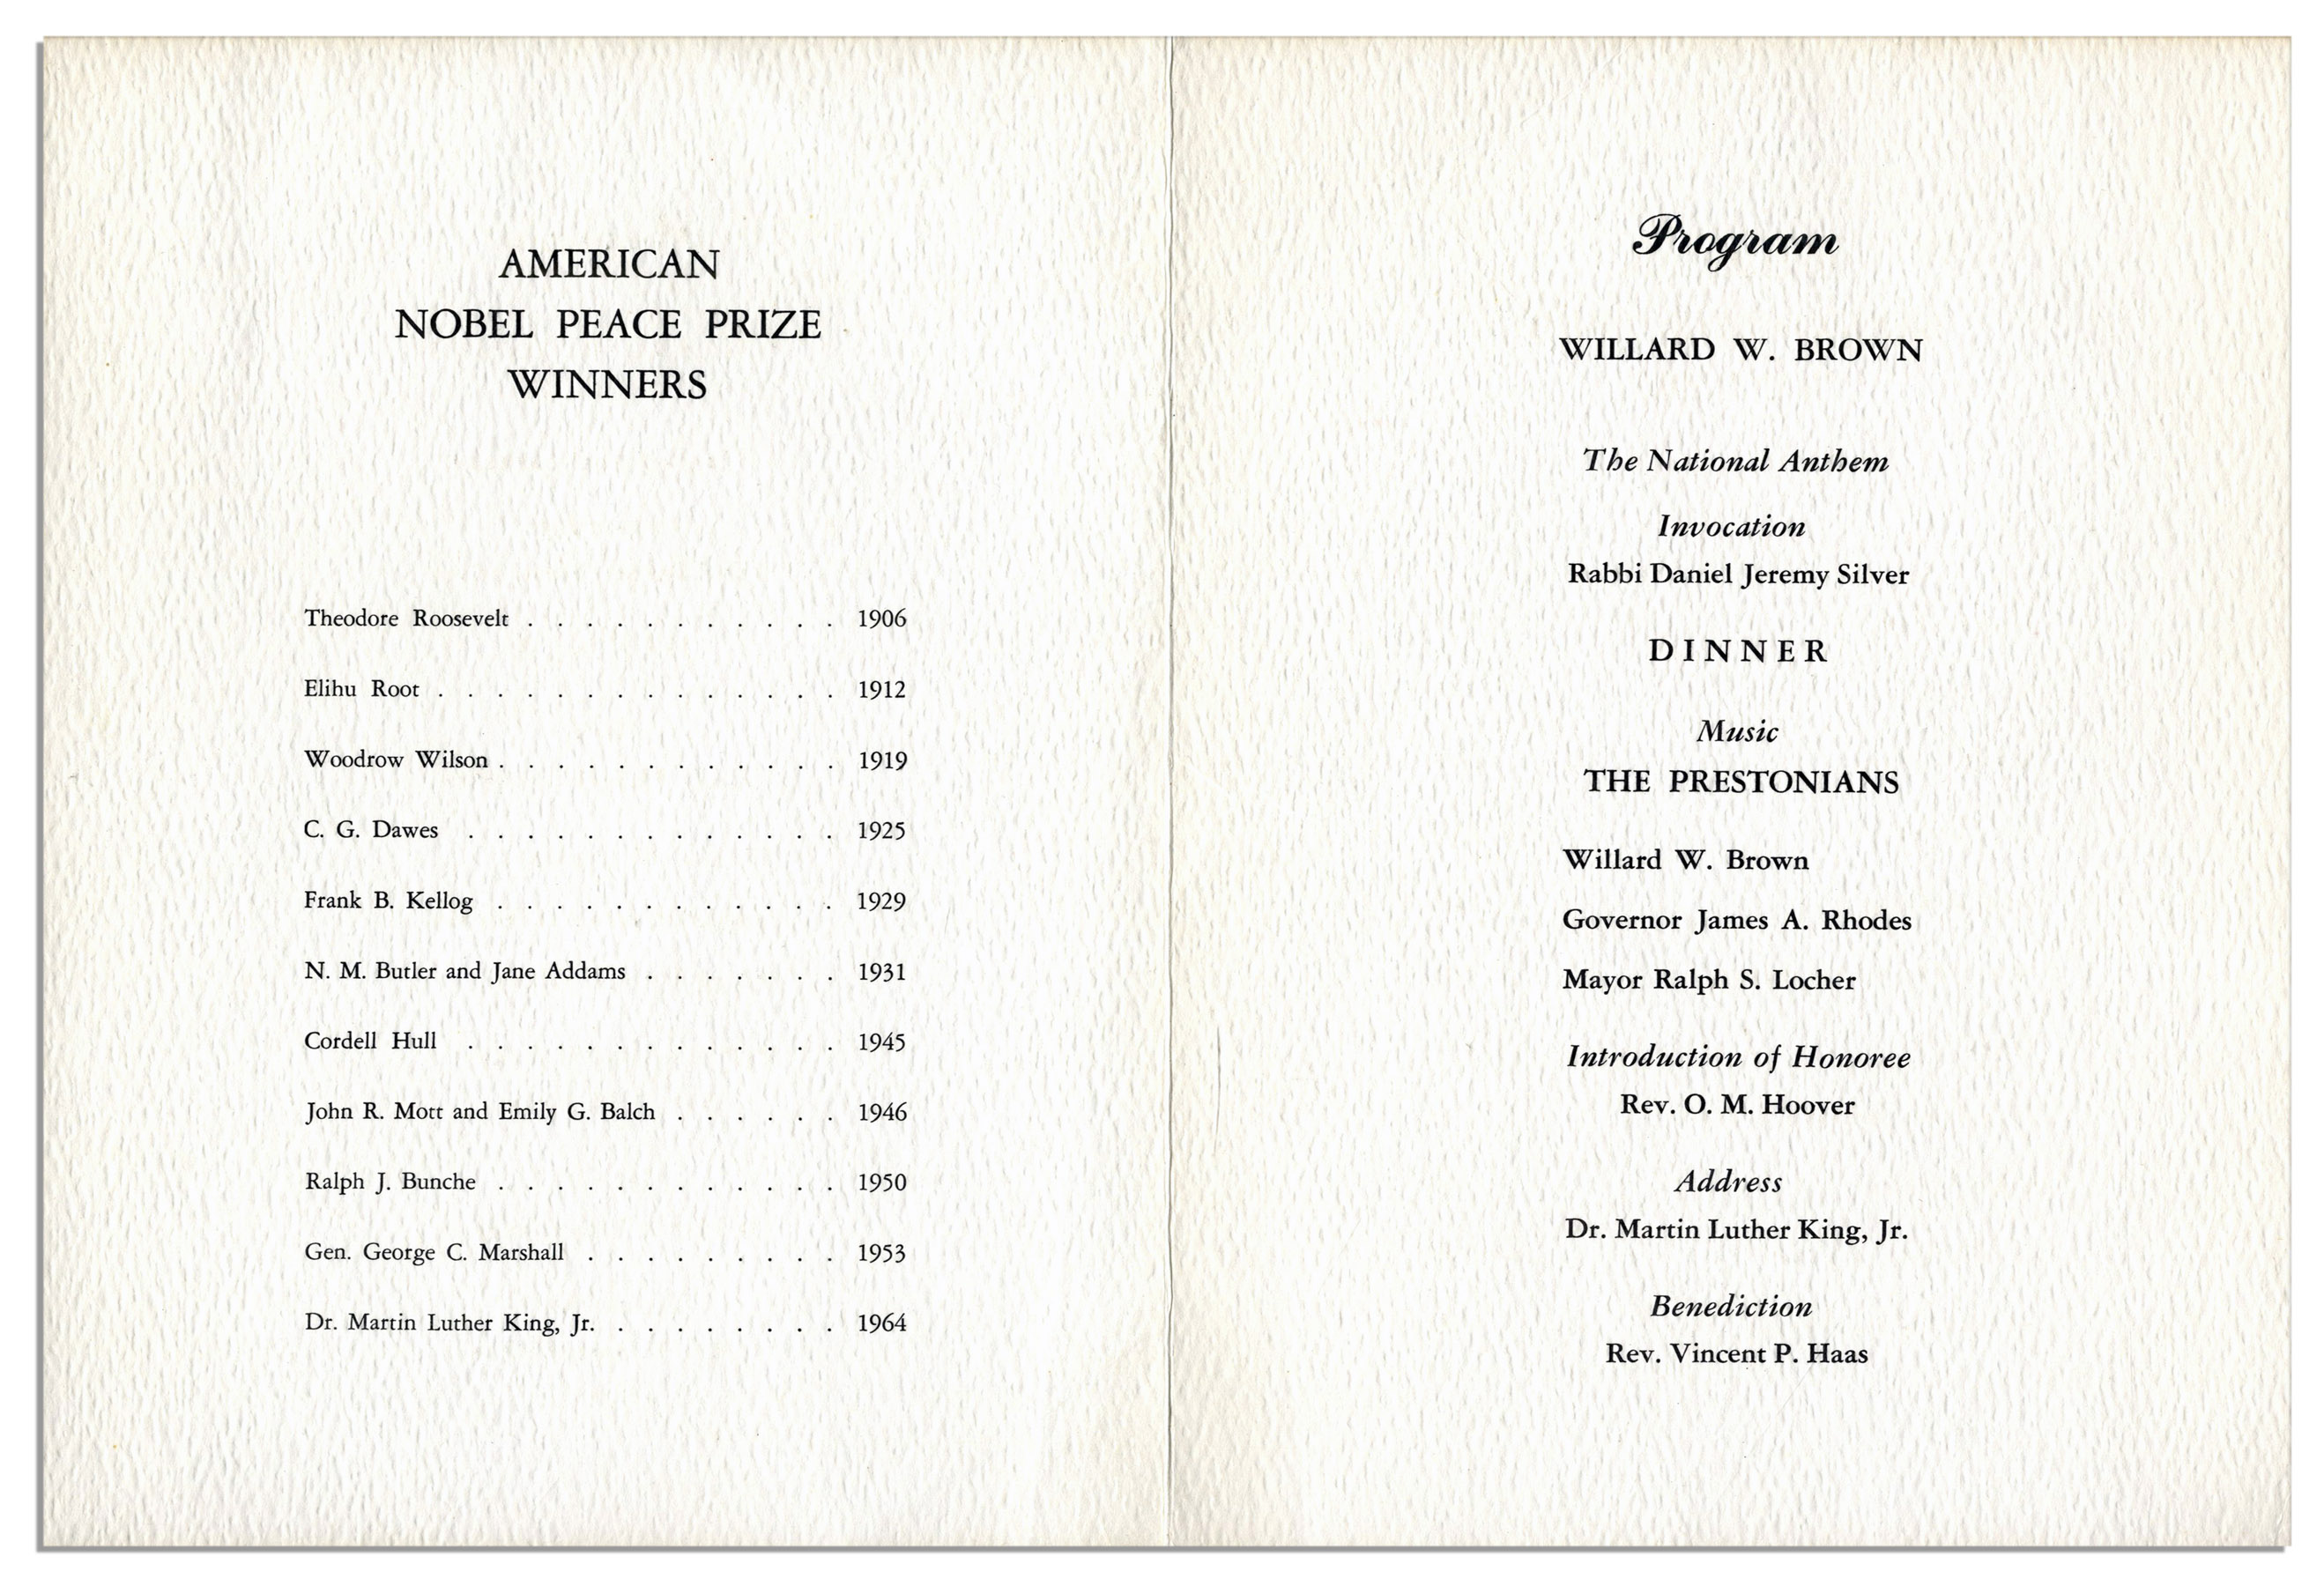 AMERICAN
NOBEL PEACE PRIZE
WINNERS
Theodore Roosevelt . . . . . . . . . . . 1906
Elihu Root . . . . . . . . . . . . . . 1912
Woodrow Wilson . . . . . . . . . . . . 1919
C. G. Dawes . . . . . . . . . . . . . 1925
Frank B. Kellog . . . . . . . . . . . . 1929
N. M. Butler and Jane Addams . . . . . . . 1931
Cordell Hull . . . . . . . . . . . . . 1945
John R. Mott and Emily G. Balch . . . . . . 1946
Ralph J. Bunche . . . . . . . . . . . . 1950
Gen. George C. Marshall . . . . . . . . . 1953
Dr. Martin Luther King, Jr. . . . . . . . . 1964
Program
WILLARD W. BROWN
The National Anthem
Invocation
Rabbi Daniel Jeremy Silver
DINNER
Music
THE PRESTONIANS
Willard W. Brown
Governor James A. Rhodes
Mayor Ralph S. Locher
Introduction of Honoree
Rev. O. M. Hoover
Address
Dr. Martin Luther King, Jr.
Benediction
Rev. Vincent P. Haas